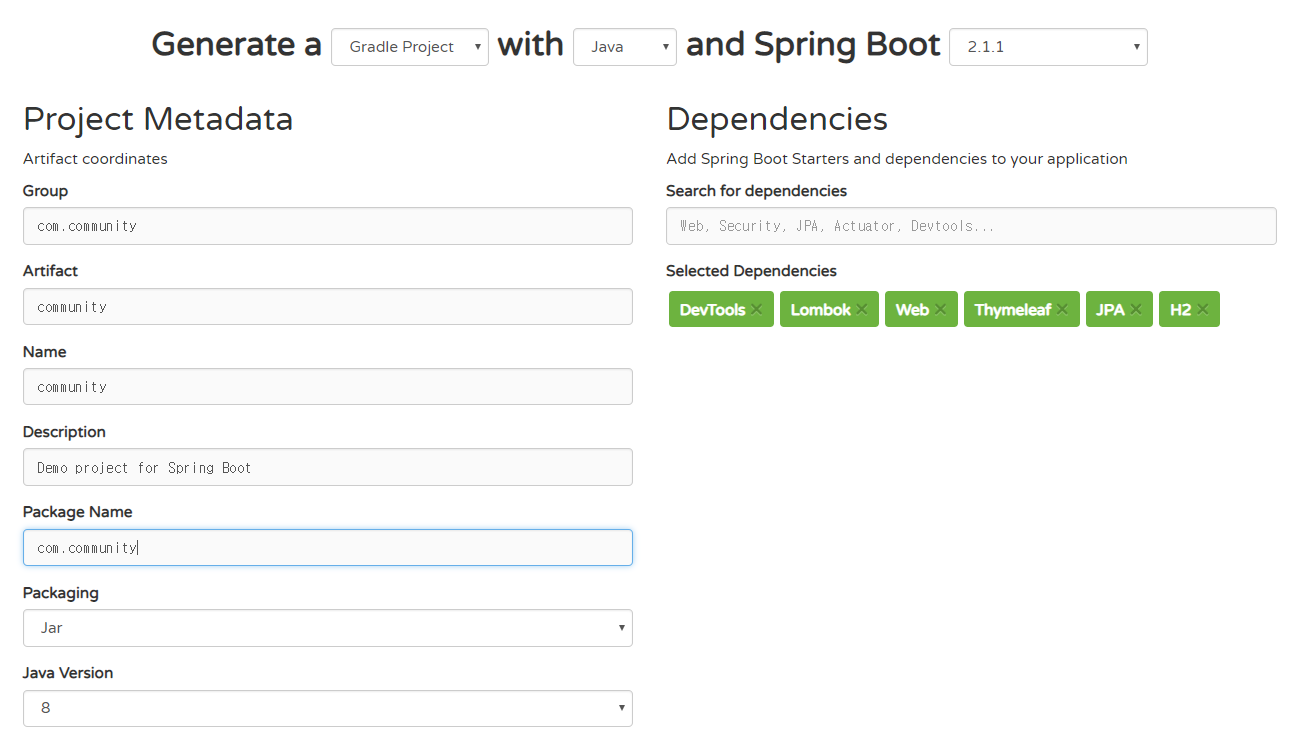 Generate a Gradle Project with Java and Spring Boot 2.1.1
Project Metadata
Artifact coordinates
Group
com.community
Artifact
community
Name
community
Description
Demo project for Spring Boot
Package Name
com.community
Packaging
Jar
Java Version
8
Dependencies
Add Spring Boot Starters and dependencies to your application
Search for dependencies
Web, Security, JPA, Actuator, Devtools...
Selected Dependencies
DevTools × Lombok × Web × Thymeleaf × JPA × H2 ×